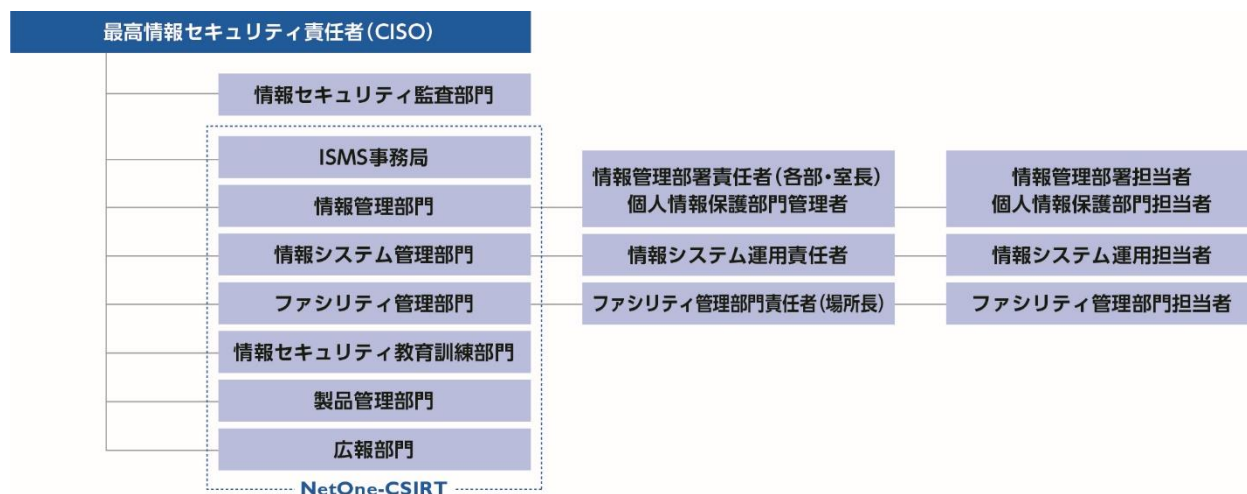 最高情報セキュリティ責任者(CISO)
情報セキュリティ監査部門
ISMS事務局
情報管理部門
情報管理部署責任者(各部・室長)
個人情報保護部門管理者
情報管理部署担当者
個人情報保護部門担当者
情報システム管理部門
情報システム運用責任者
情報システム運用担当者
ファシリティ管理部門
ファシリティ管理部門責任者(場所長)
ファシリティ管理部門担当者
情報セキュリティ教育訓練部門
製品管理部門
広報部門
NetOne-CSIRT